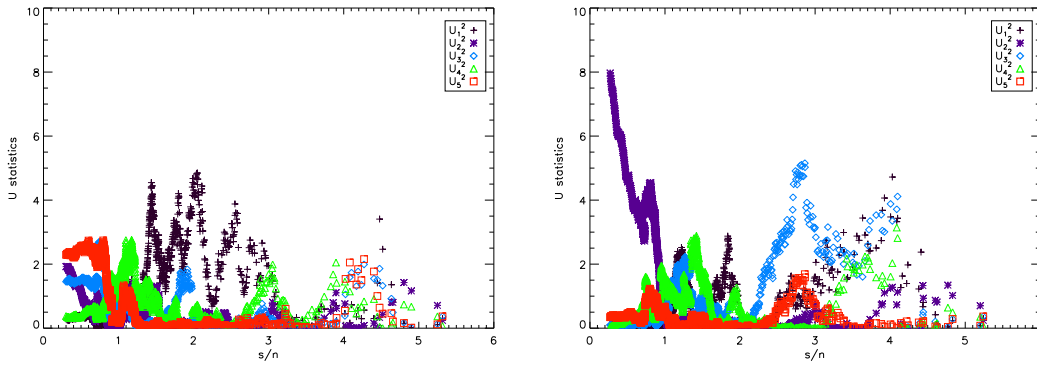 10
8
6
4
2
0
U statistics
0 1 2 3 4 5 6
s/n
U₁² +
U₂² ✱
U₃² ◇
U₄² △
U₅² □
10
8
6
4
2
0
U statistics
0 1 2 3 4 5 6
s/n
U₁² +
U₂² ✱
U₃² ◇
U₄² △
U₅² □